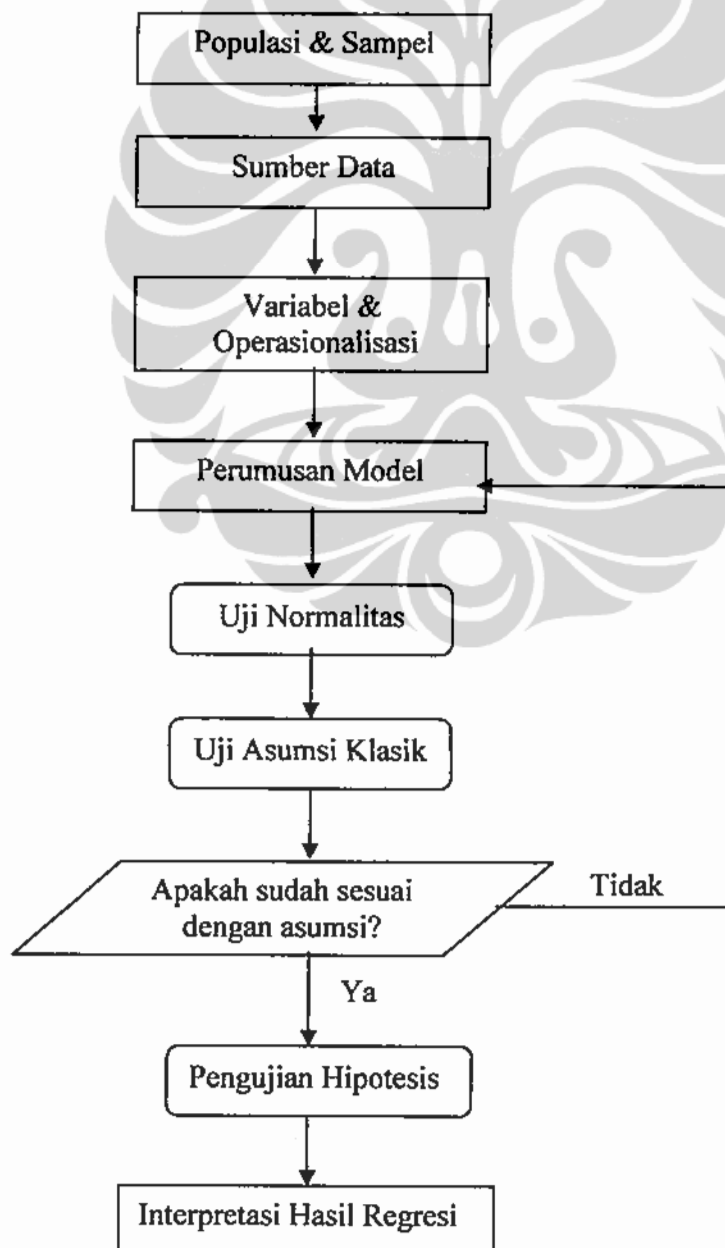 Populasi & Sampel
Sumber Data
Variabel &
Operasionalisasi
Perumusan Model
Uji Normalitas
Uji Asumsi Klasik
Apakah sudah sesuai
dengan asumsi?
Tidak
Ya
Pengujian Hipotesis
Interpretasi Hasil Regresi